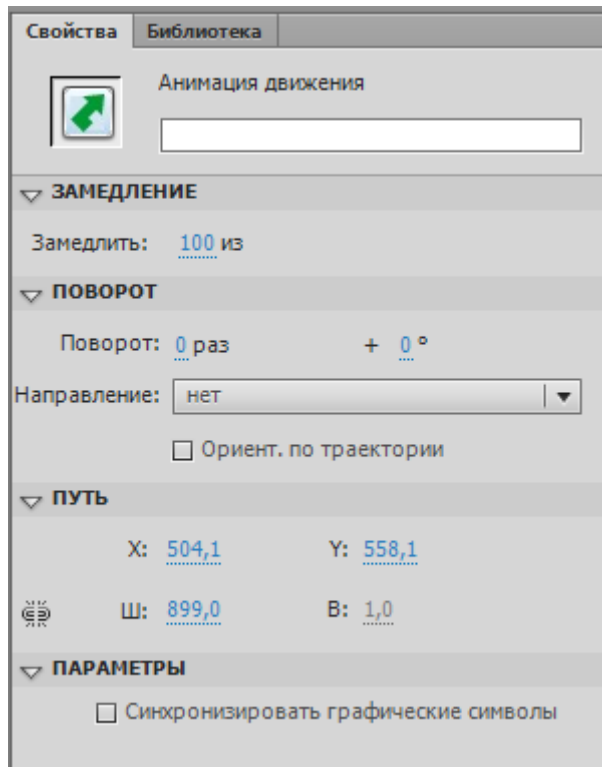 Свойства Библиотека
Анимация движения
ЗАМЕДЛЕНИЕ
Замедлить: 100 из
ПОВОРОТ
Поворот: 0 раз + 0 °
Направление: нет
Ориент. по траектории
ПУТЬ
X: 504,1 Y: 558,1
Ш: 899,0 В: 1,0
ПАРАМЕТРЫ
Синхронизировать графические символы